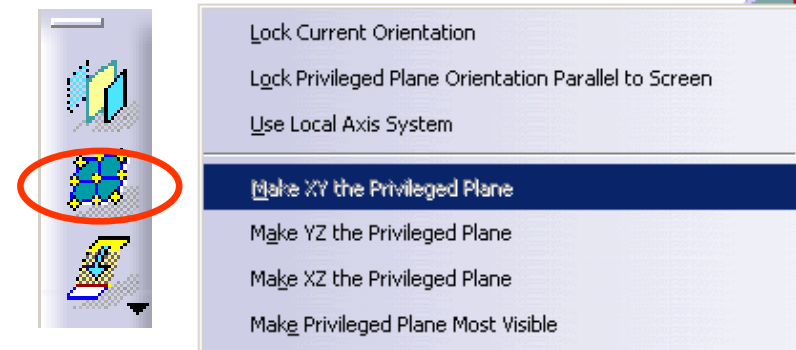 Lock Current Orientation
Lock Privileged Plane Orientation Parallel to Screen
Use Local Axis System
Make XY the Privileged Plane
Make YZ the Privileged Plane
Make XZ the Privileged Plane
Make Privileged Plane Most Visible